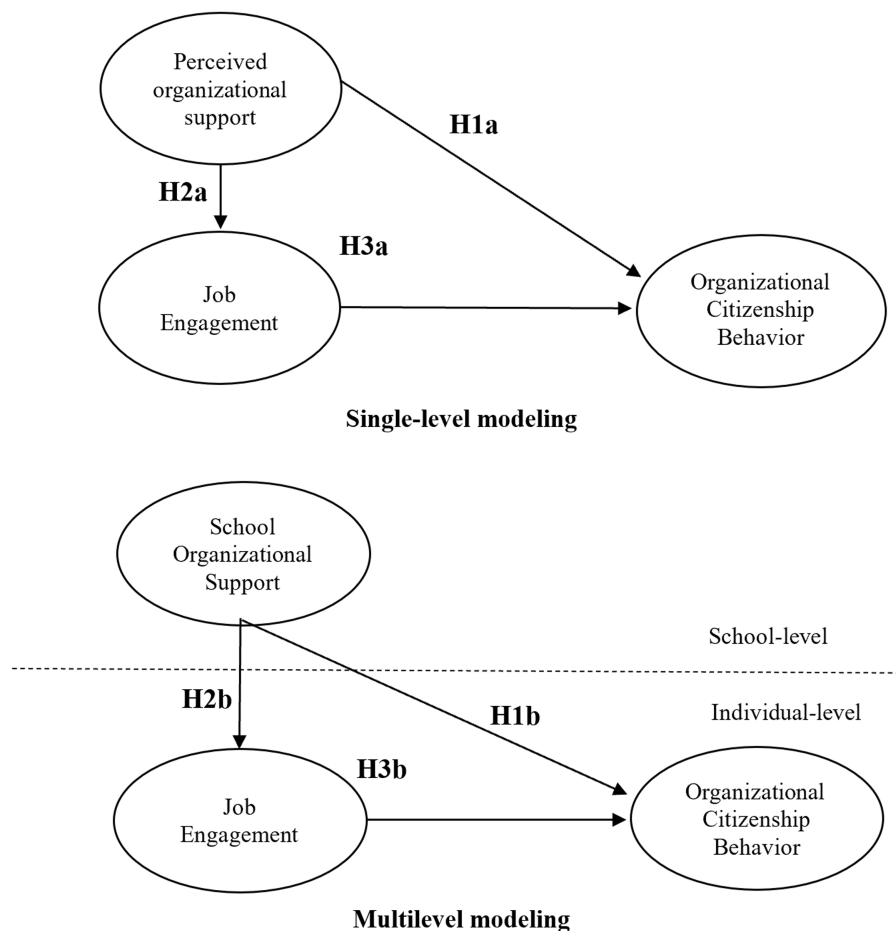 Perceived
organizational
support
H1a
H2a
H3a
Job
Engagement
Organizational
Citizenship
Behavior
Single-level modeling
School
Organizational
Support
School-level
H2b
H1b
Individual-level
H3b
Job
Engagement
Organizational
Citizenship
Behavior
Multilevel modeling